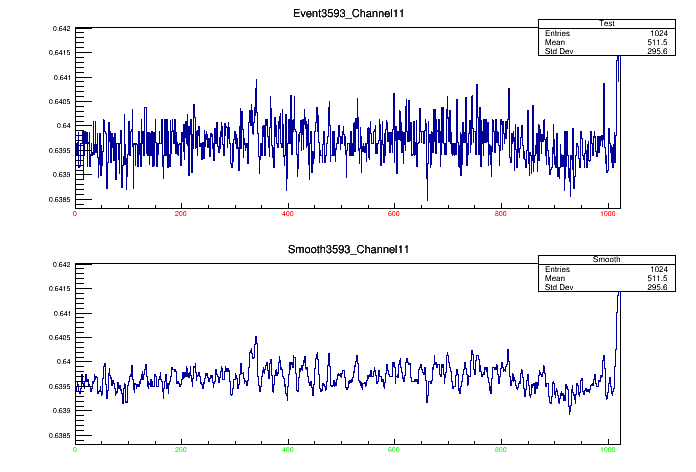 Event3593_Channel11
Test
Entries 1024
Mean 511.5
Std Dev 295.6
0.642
0.6415
0.641
0.6405
0.64
0.6395
0.639
0.6385
0 200 400 600 800 1000
Smooth3593_Channel11
Smooth
Entries 1024
Mean 511.5
Std Dev 295.6
0.642
0.6415
0.641
0.6405
0.64
0.6395
0.639
0.6385
0 200 400 600 800 1000